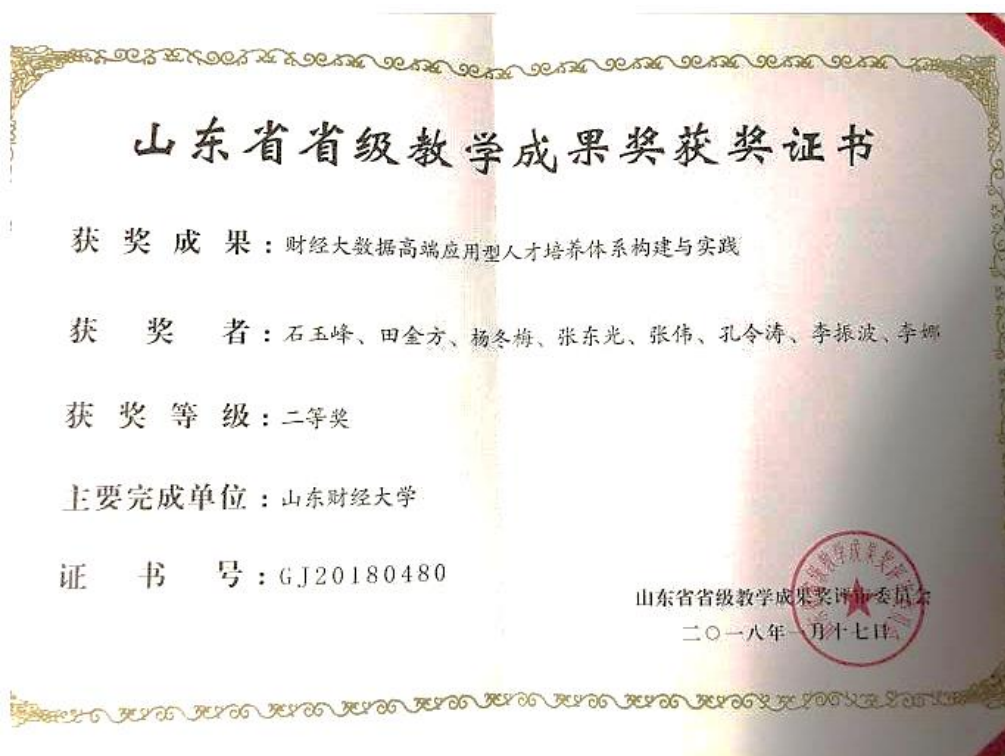 山东省省级教学成果奖获奖证书
获奖成果：财经大数据高端应用型人才培养体系构建与实践
获奖者：石玉峰、田金方、杨冬梅、张东光、张伟、孔令涛、李振波、李娜
获奖等级：二等奖
主要完成单位：山东财经大学
证书号：GJ20180480
山东省省级教学成果奖评审委员会
二〇一八年一月十七日